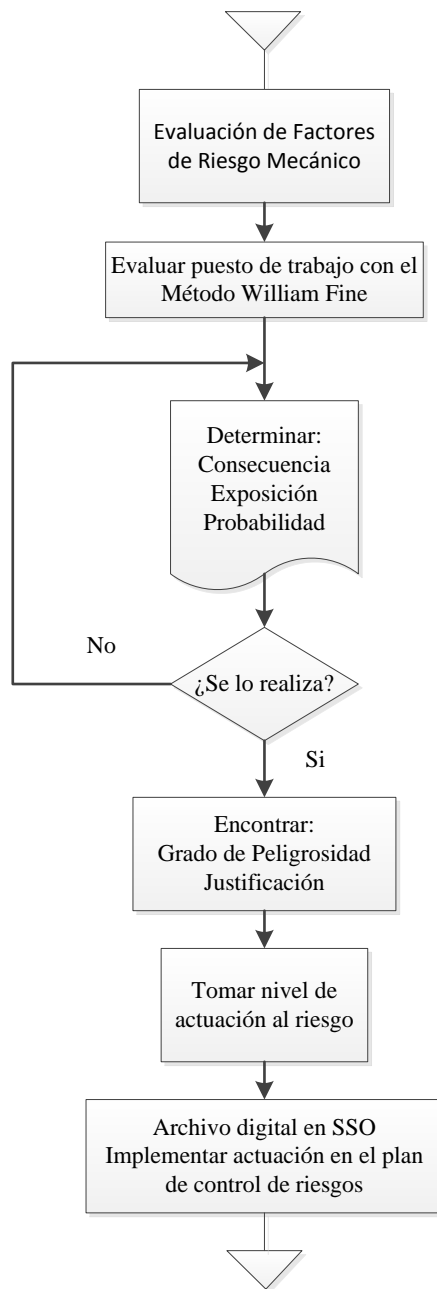 Evaluación de Factores
de Riesgo Mecánico
Evaluar puesto de trabajo con el
Método William Fine
Determinar:
Consecuencia
Exposición
Probabilidad
No
¿Se lo realiza?
Si
Encontrar:
Grado de Peligrosidad
Justificación
Tomar nivel de
actuación al riesgo
Archivo digital en SSO
Implementar actuación en el plan
de control de riesgos